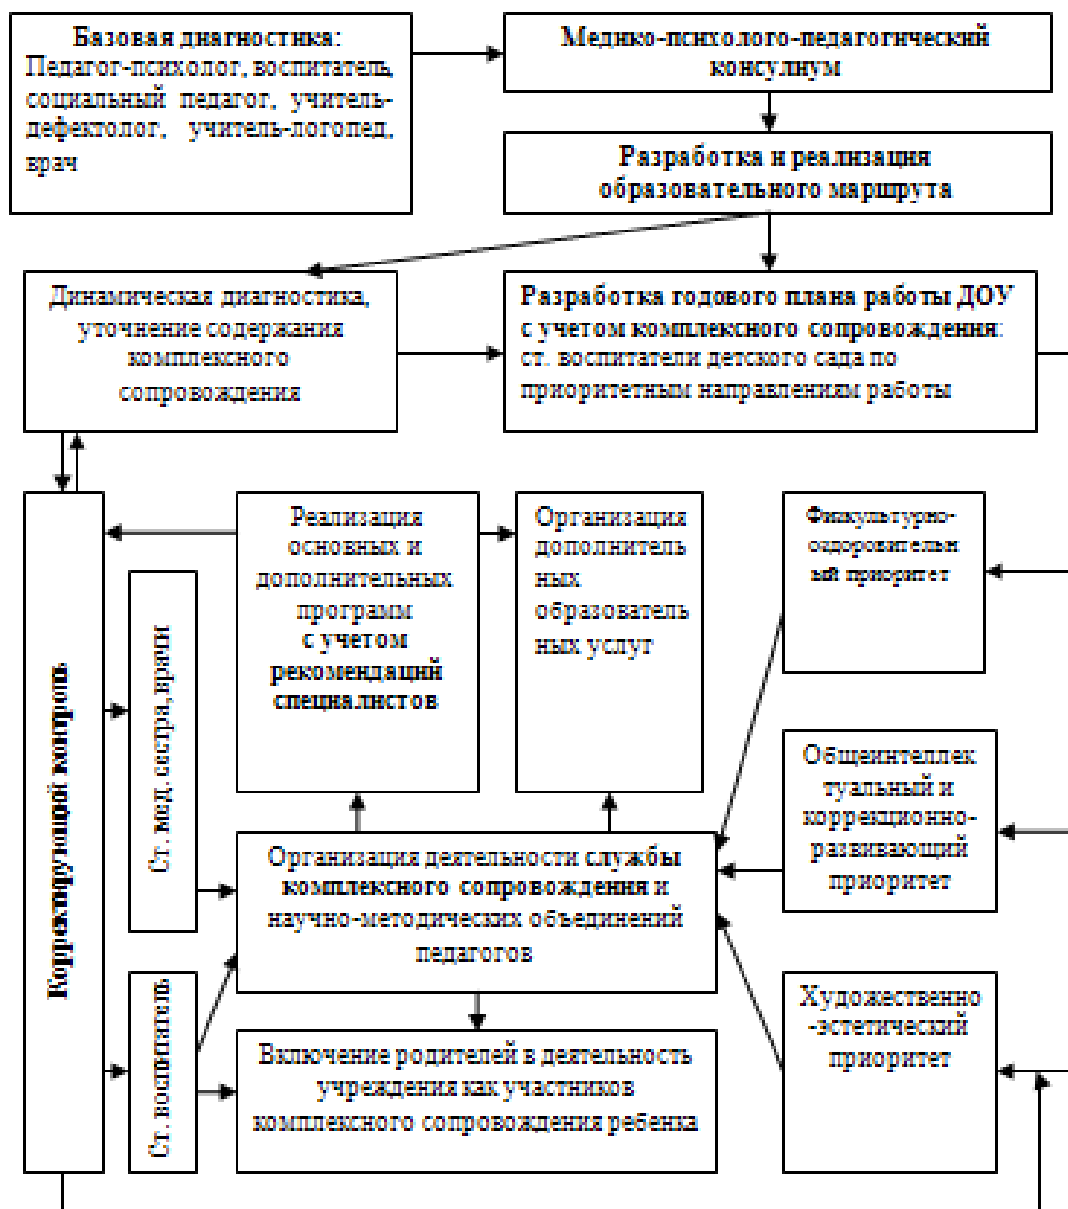 Базовая диагностика:
Педагог-психолог, воспитатель,
социальный педагог, учитель-
дефектолог, учитель-логопед,
врач
Медико-психолого-педагогический
консулиум
Разработка и реализация
образовательного маршрута
Динамическая диагностика,
уточнение содержания
комплексного
сопровождения
Разработка годового плана работы ДОУ
с учетом комплексного сопровождения:
ст. воспитатели детского сада по
приоритетным направлениям работы
Корректирующий контроль
Ст. мед. сестра, врачи
Ст. воспитатель
Реализация
основных и
дополнительных
программ
с учетом
рекомендаций
специалистов
Организация
дополнитель
ных
образователь
ных услуг
Физкультурно-
оздоровительн
ый приоритет
Общеинтеллек
туальный и
коррекционно-
развивающий
приоритет
Организация деятельности службы
комплексного сопровождения и
научно-методических объединений
педагогов
Художественно
-эстетический
приоритет
Включение родителей в деятельность
учреждения как участников
комплексного сопровождения ребенка